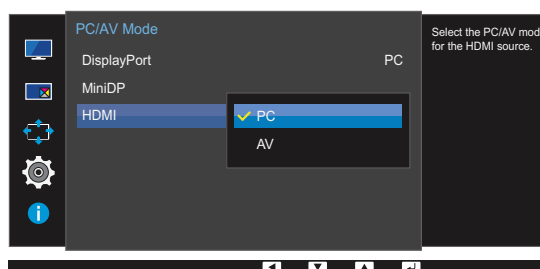 PC/AV Mode
DisplayPort PC
MiniDP
HDMI
PC
AV
Select the PC/AV mod
for the HDMI source.